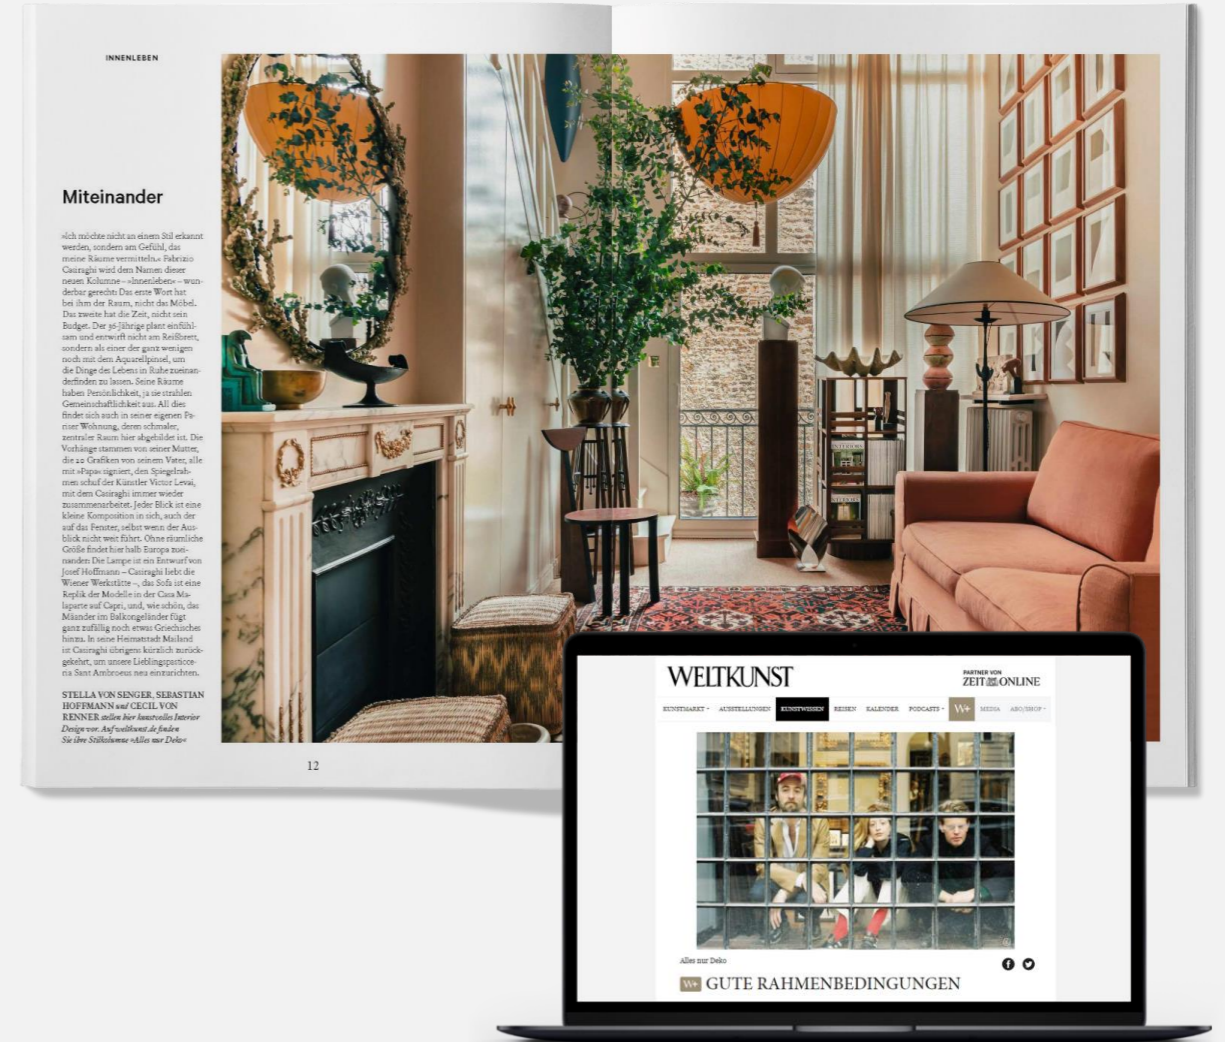 INNENLEBEN
Miteinander
»Ich möchte nicht an einem Stil erkannt
werden, sondern am Gefühl, das
meine Räume vermitteln.« Fabrizio
Casiraghi wird dem Namen dieser
neuen Kolumne – »Innenleben« – wun-
derbar gerecht: Das erste Wort hat
bei ihm der Raum, nicht das Möbel.
Das zweite hat die Zeit, nicht sein
Budget. Der 36-Jährige plant einfühl-
sam und entwirft nicht am Reißbrett,
sondern als einer der ganz wenigen
noch mit dem Aquarellpinsel, um
die Dinge des Lebens in Ruhe zueinan-
derfinden zu lassen. Seine Räume
haben Persönlichkeit, ja sie strahlen
Gemeinschaftlichkeit aus. All dies
findet sich auch in seiner eigenen Pa-
riser Wohnung, deren schmaler,
zentraler Raum hier abgebildet ist. Die
Vorhänge stammen von seiner Mutter,
die 20 Grafiken von seinem Vater, alle
mit »Papa« signiert, den Spiegelrah-
men schuf der Künstler Victor Levai,
mit dem Casiraghi immer wieder
zusammenarbeitet. Jeder Blick ist eine
kleine Komposition in sich, auch der
auf das Fenster, selbst wenn der Aus-
blick nicht weit führt. Ohne räumliche
Größe findet hier halb Europa zuei-
nander: Die Lampe ist ein Entwurf von
Josef Hoffmann – Casiraghi liebt die
Wiener Werkstätte –, das Sofa ist eine
Replik der Modelle in der Casa Ma-
laparte auf Capri, und, wie schön, das
Mäander im Balkongeländer fügt
ganz zufällig noch etwas Griechisches
hinzu. In seine Heimatstadt Mailand
ist Casiraghi übrigens kürzlich zurück-
gekehrt, um unsere Lieblingspasticce-
ria Sant Ambroeus neu einzurichten.
STELLA VON SENGER, SEBASTIAN
HOFFMANN und CECIL VON
RENNER stellen hier kunstvolles Interior
Design vor. Auf weltkunst.de finden
Sie ihre Stilkolumne »Alles nur Deko«
12
INTERIORS
WELTKUNST
PARTNER VON
ZEIT ONLINE
KUNSTMARKT AUSSTELLUNGEN KUNSTWISSEN REISEN KALENDER PODCASTS W+ MEDIA ABO/SHOP
Alles nur Deko
W+ GUTE RAHMENBEDINGUNGEN